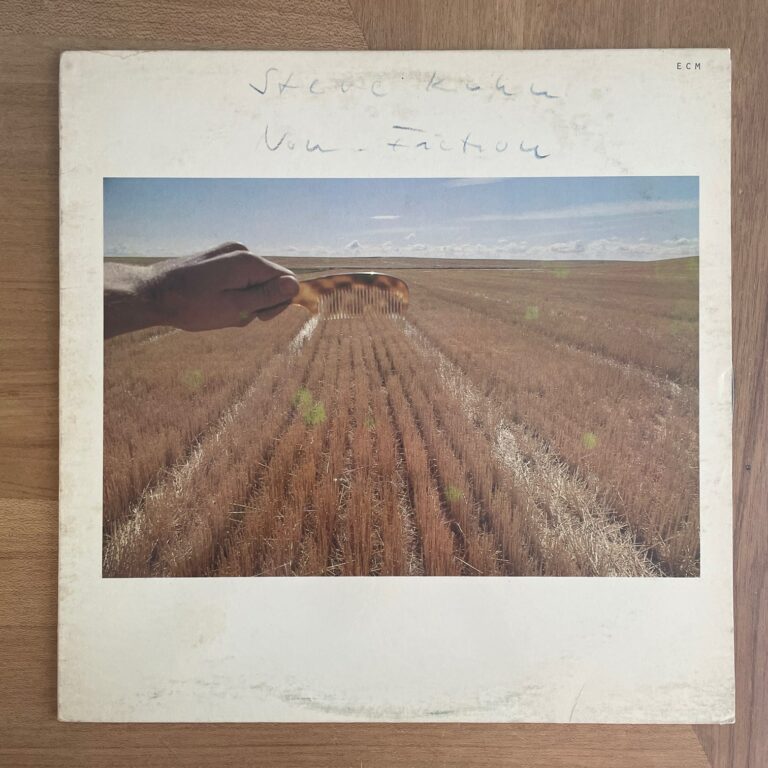 ECM
Steve Kuhn
Non-Fiction